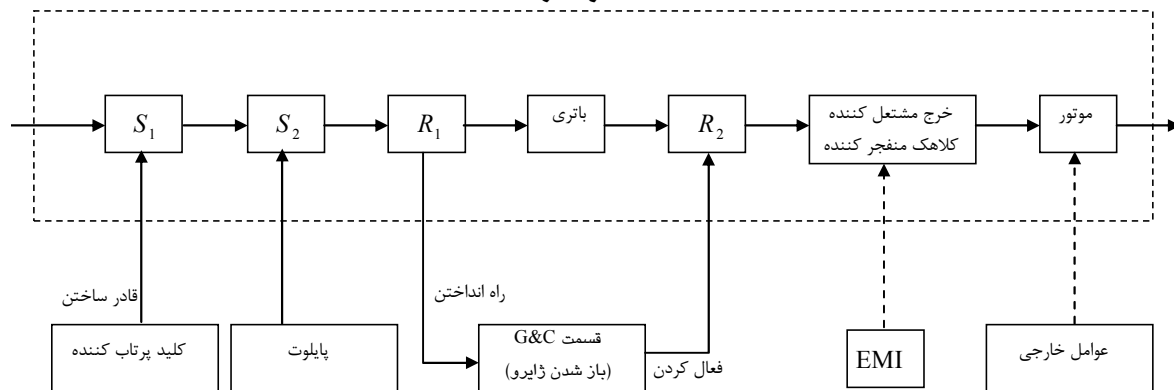 S₁
S₂
R₁
باتری
R₂
خرج مشتعل کننده
کلاهک منفجر کننده
موتور
قادر ساختن
راه انداختن
کلید پرتاب کننده
پایلوت
قسمت G&C
(باز شدن ژایرو)
فعال کردن
EMI
عوامل خارجی